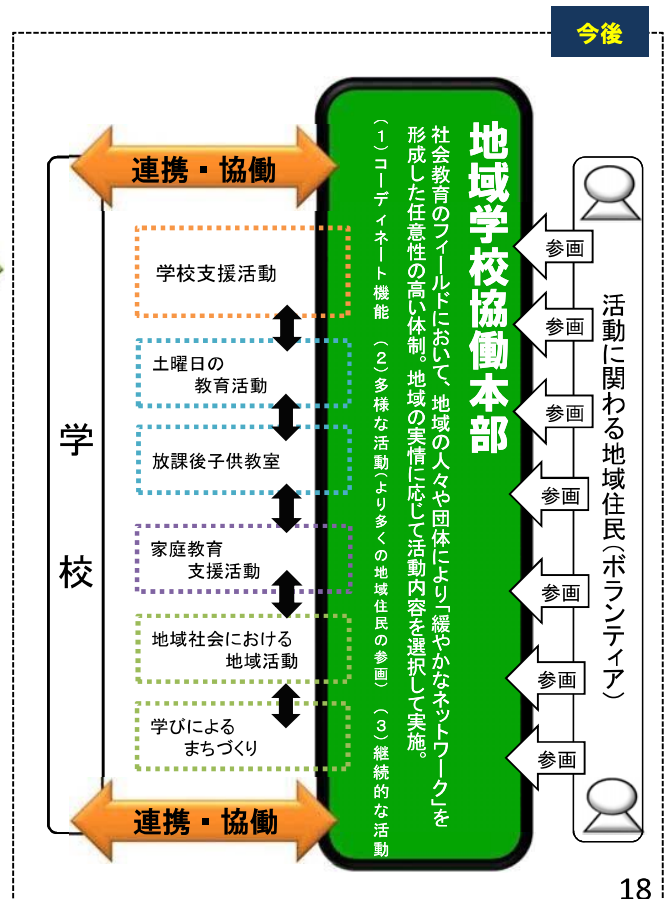 今後
連携・協働
学校
学校支援活動
土曜日の
教育活動
放課後子供教室
家庭教育
支援活動
地域社会における
地域活動
学びによる
まちづくり
連携・協働
地域学校協働本部
社会教育のフィールドにおいて、地域の人々や団体により「緩やかなネットワーク」を
形成した任意性の高い体制。地域の実情に応じて活動内容を選択して実施。
(1)コーディネート機能 (2)多様な活動(より多くの地域住民の参画) (3)継続的な活動
参画
参画
参画
参画
参画
参画
参画
活動に関わる地域住民(ボランティア)
18